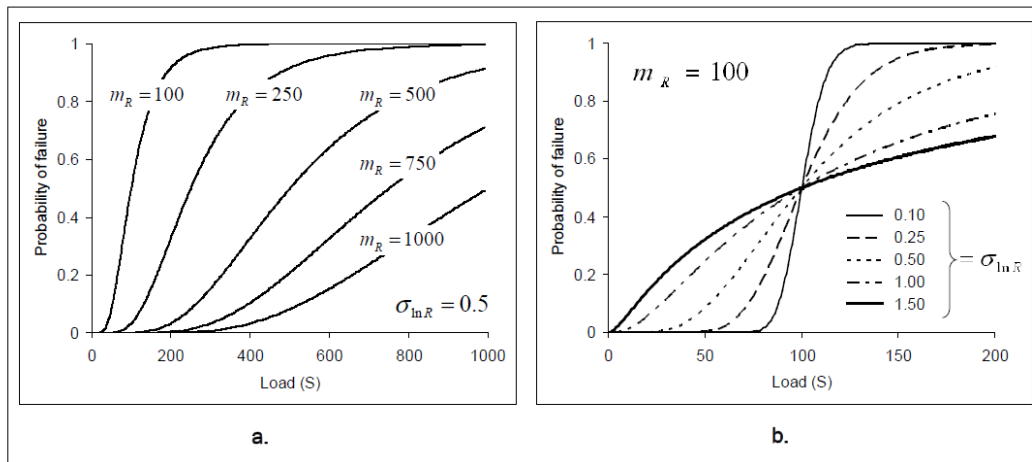 1
0.8
0.6
0.4
0.2
0
Probability of failure
m_R = 100
m_R = 250
m_R = 500
m_R = 750
m_R = 1000
σ_ln R = 0.5
0 200 400 600 800 1000
Load (S)
a.
1
0.8
0.6
0.4
0.2
0
Probability of failure
m_R = 100
0.10
0.25
0.50
1.00
1.50
= σ_ln R
0 50 100 150 200
Load (S)
b.